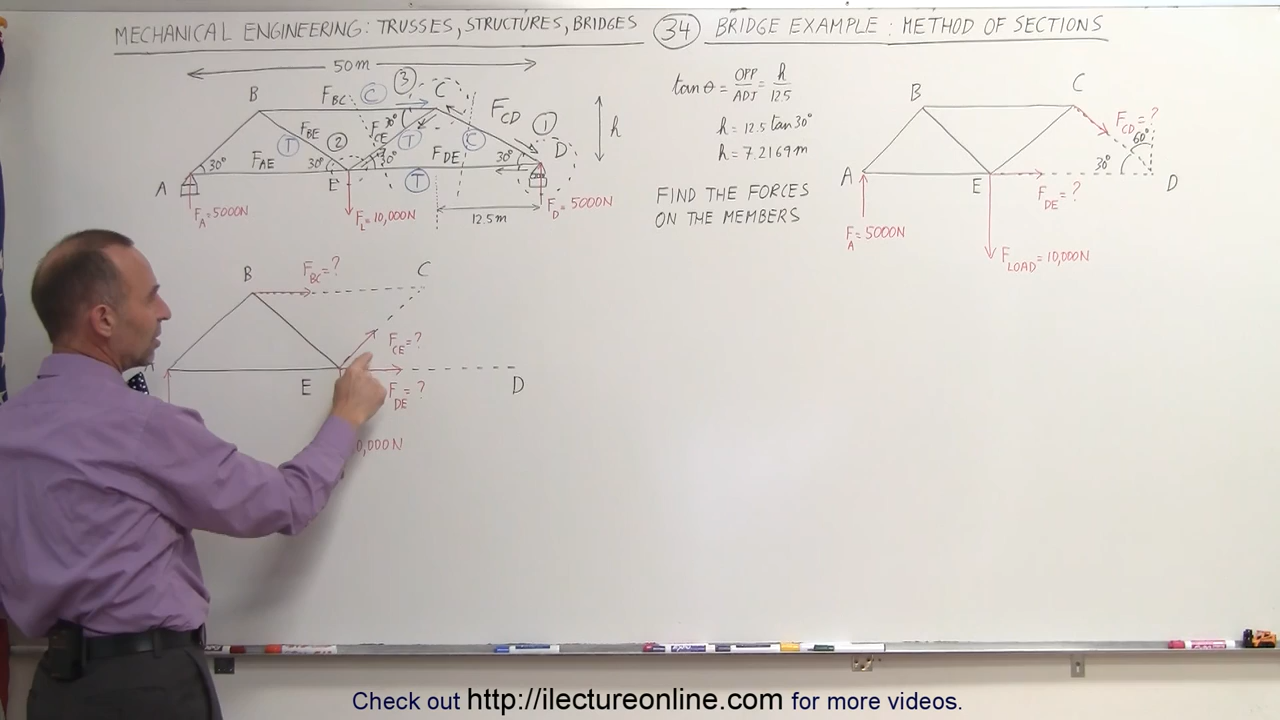 MECHANICAL ENGINEERING: TRUSSES, STRUCTURES, BRIDGES (34) BRIDGE EXAMPLE: METHOD OF SECTIONS
50 m
B
F_BC
C
3
C
F_CD
F_BE
T
2
F_CE
30°
T
C
1
D
h
A
30°
F_AE
30°
E
30°
F_DE
30°
T
F_A = 5000N
F_L = 10,000N
12.5 m
F_D = 5000N
tan θ = OPP/ADJ = h/12.5
h = 12.5 tan 30°
h = 7.2169 m
FIND THE FORCES
ON THE MEMBERS
B
C
F_CD = ?
60°
30°
A
E
D
F_DE = ?
F_A = 5000N
F_LOAD = 10,000N
B
F_BC = ?
C
F_CE = ?
E
F_DE = ?
D
0,000N
Check out http://ilectureonline.com for more videos.